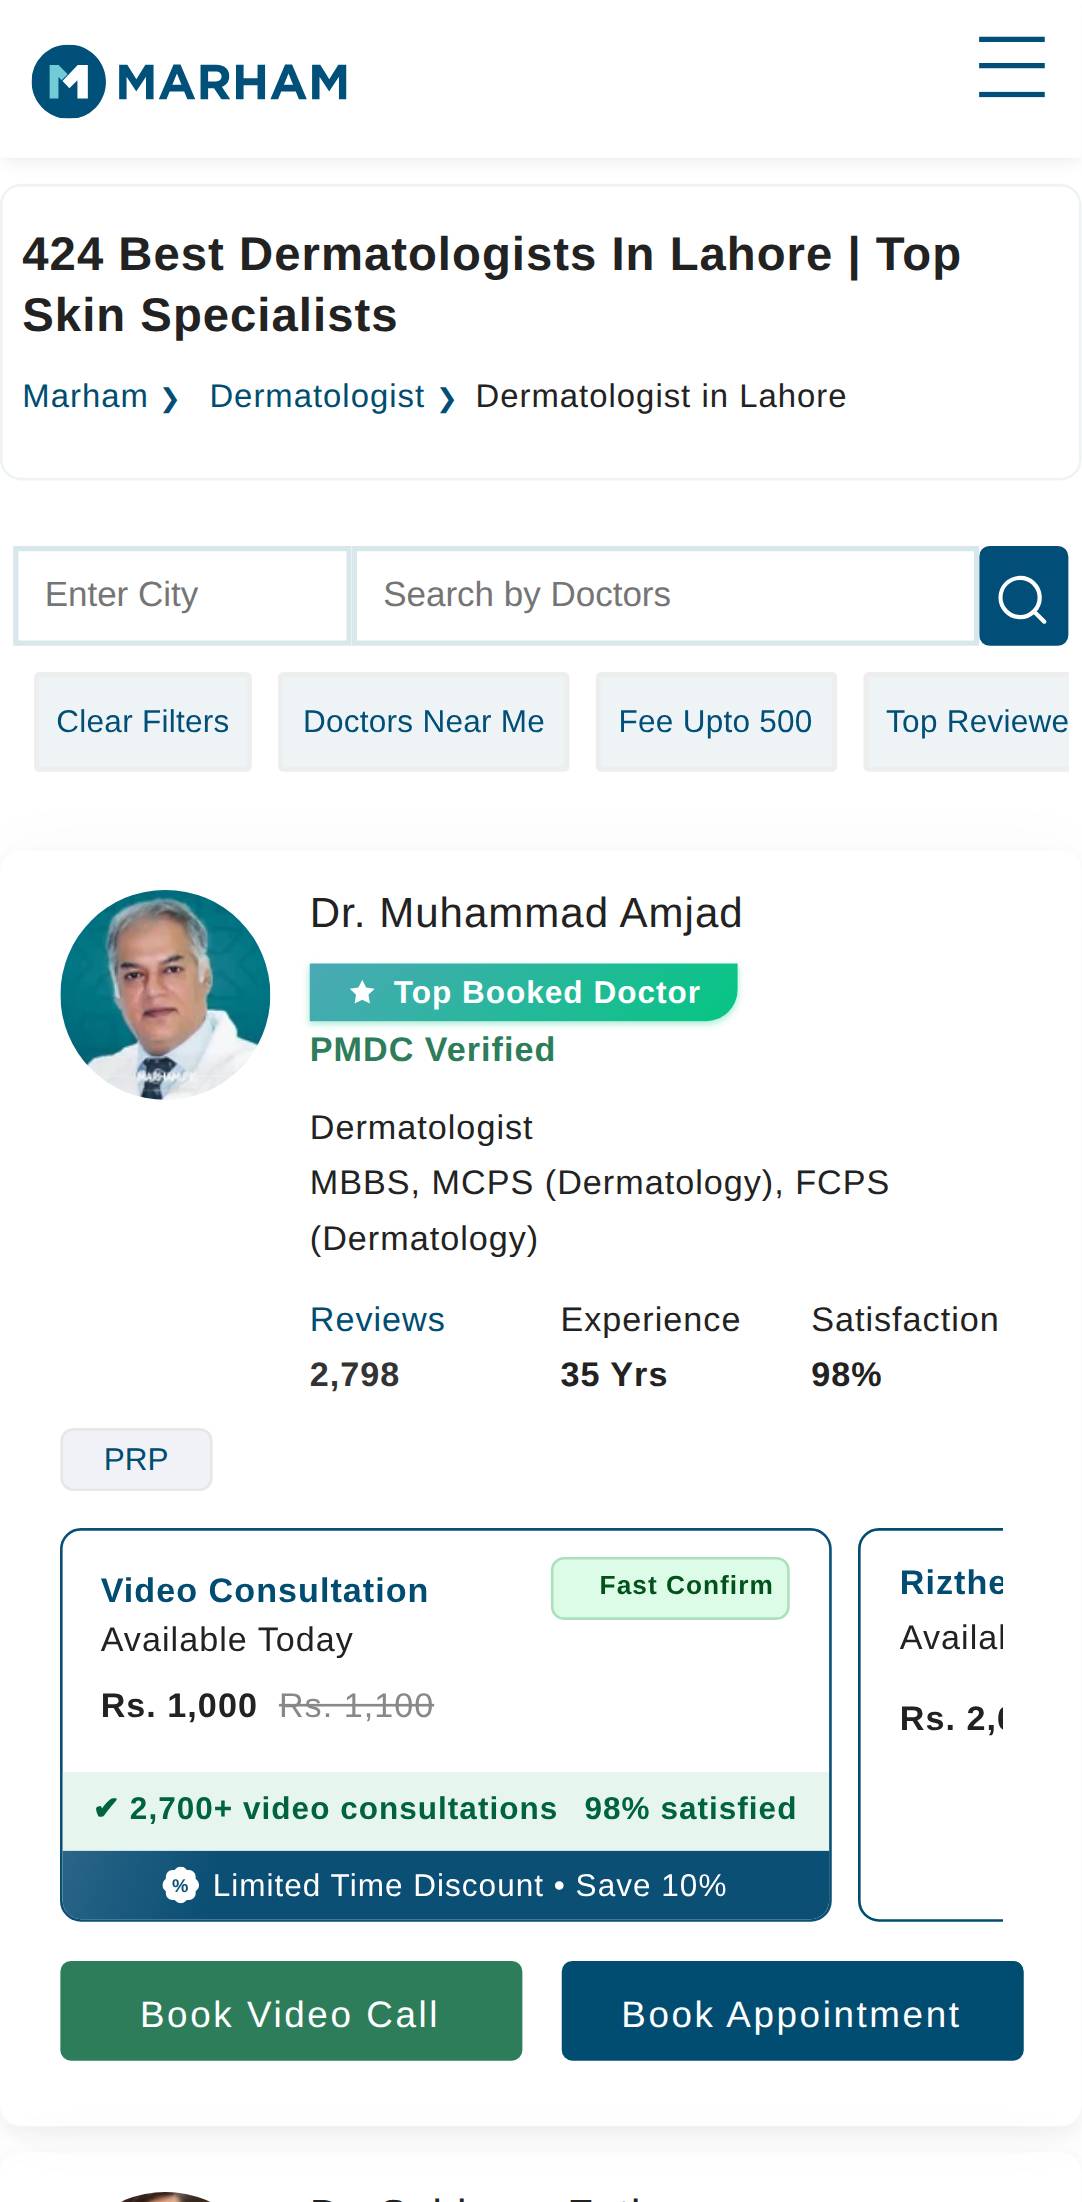 MARHAM
424 Best Dermatologists In Lahore | Top
Skin Specialists
Marham ❯ Dermatologist ❯ Dermatologist in Lahore
Enter City
Search by Doctors
Clear Filters
Doctors Near Me
Fee Upto 500
Top Reviewe
Dr. Muhammad Amjad
Top Booked Doctor
PMDC Verified
Dermatologist
MBBS, MCPS (Dermatology), FCPS
(Dermatology)
Reviews Experience Satisfaction
2,798 35 Yrs 98%
PRP
Video Consultation
Fast Confirm
Available Today
Rs. 1,000 Rs. 1,100
✔ 2,700+ video consultations 98% satisfied
% Limited Time Discount • Save 10%
Rizthe
Availal
Rs. 2,
Book Video Call
Book Appointment